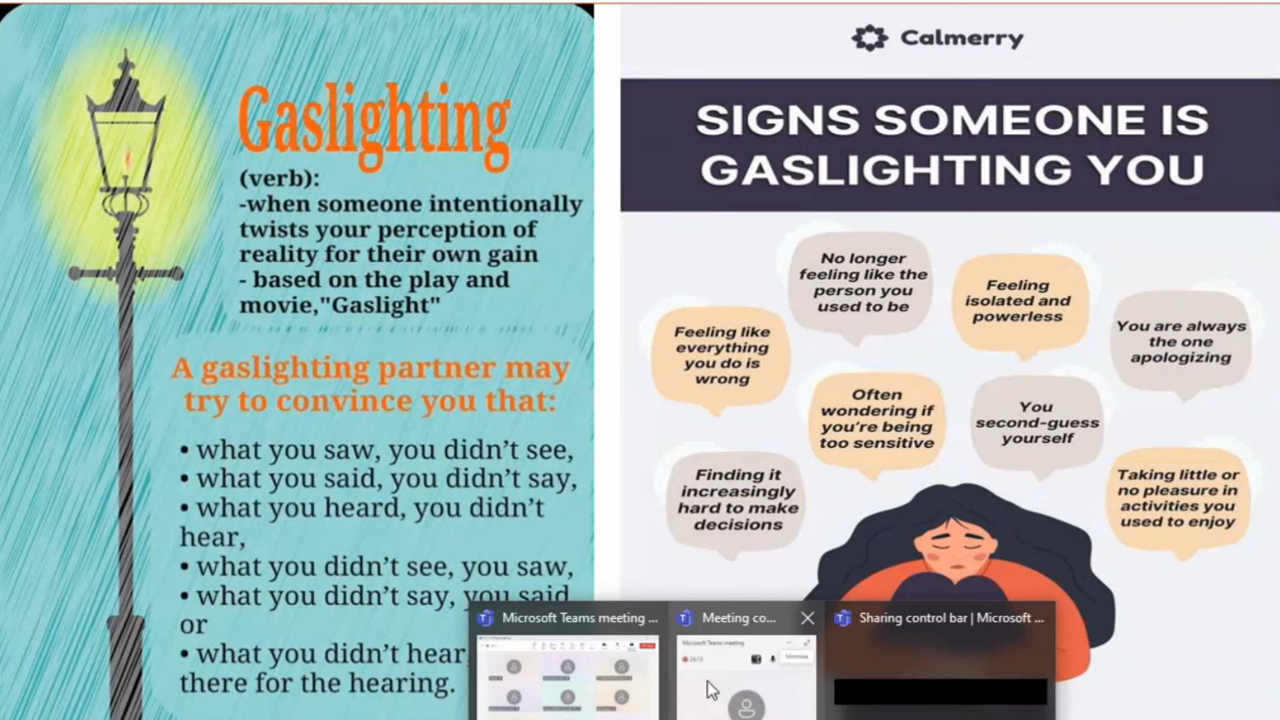 Gaslighting
(verb):
-when someone intentionally
twists your perception of
reality for their own gain
- based on the play and
movie,"Gaslight"
A gaslighting partner may
try to convince you that:
• what you saw, you didn't see,
• what you said, you didn't say,
• what you heard, you didn't
hear,
• what you didn't see, you saw,
• what you didn't say, you said
or
• what you didn't hear,
there for the hearing.
Calmerry
SIGNS SOMEONE IS
GASLIGHTING YOU
No longer
feeling like the
person you
used to be
Feeling
isolated and
powerless
You are always
the one
apologizing
Feeling like
everything
you do is
wrong
Often
wondering if
you're being
too sensitive
You
second-guess
yourself
Finding it
increasingly
hard to make
decisions
Taking little or
no pleasure in
activities you
used to enjoy
Microsoft Teams meeting ...
Meeting co...
Sharing control bar | Microsoft ...
Microsoft Teams meeting
Minimize